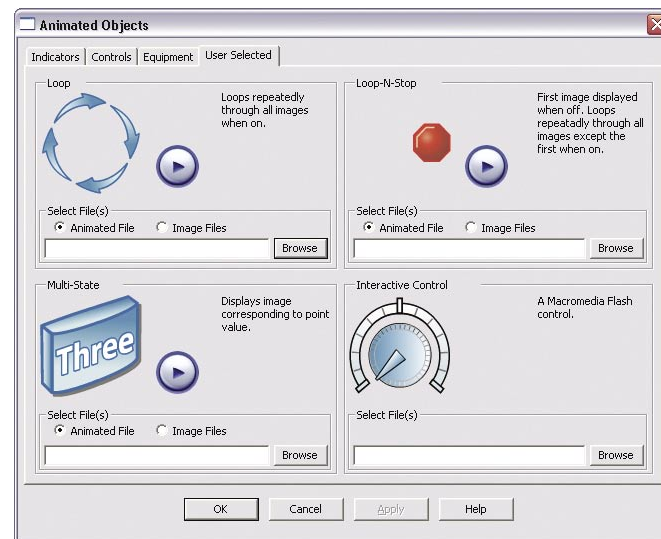 Animated Objects
Indicators Controls Equipment User Selected
Loop
Loops repeatedly
through all images
when on.
Select File(s)
Animated File Image Files
Browse
Loop-N-Stop
First image displayed
when off. Loops
repeatadly through all
images except the
first when on.
Select File(s)
Animated File Image Files
Browse
Multi-State
Three
Displays image
corresponding to point
value.
Select File(s)
Animated File Image Files
Browse
Interactive Control
A Macromedia Flash
control.
Select File(s)
Browse
OK Cancel Apply Help